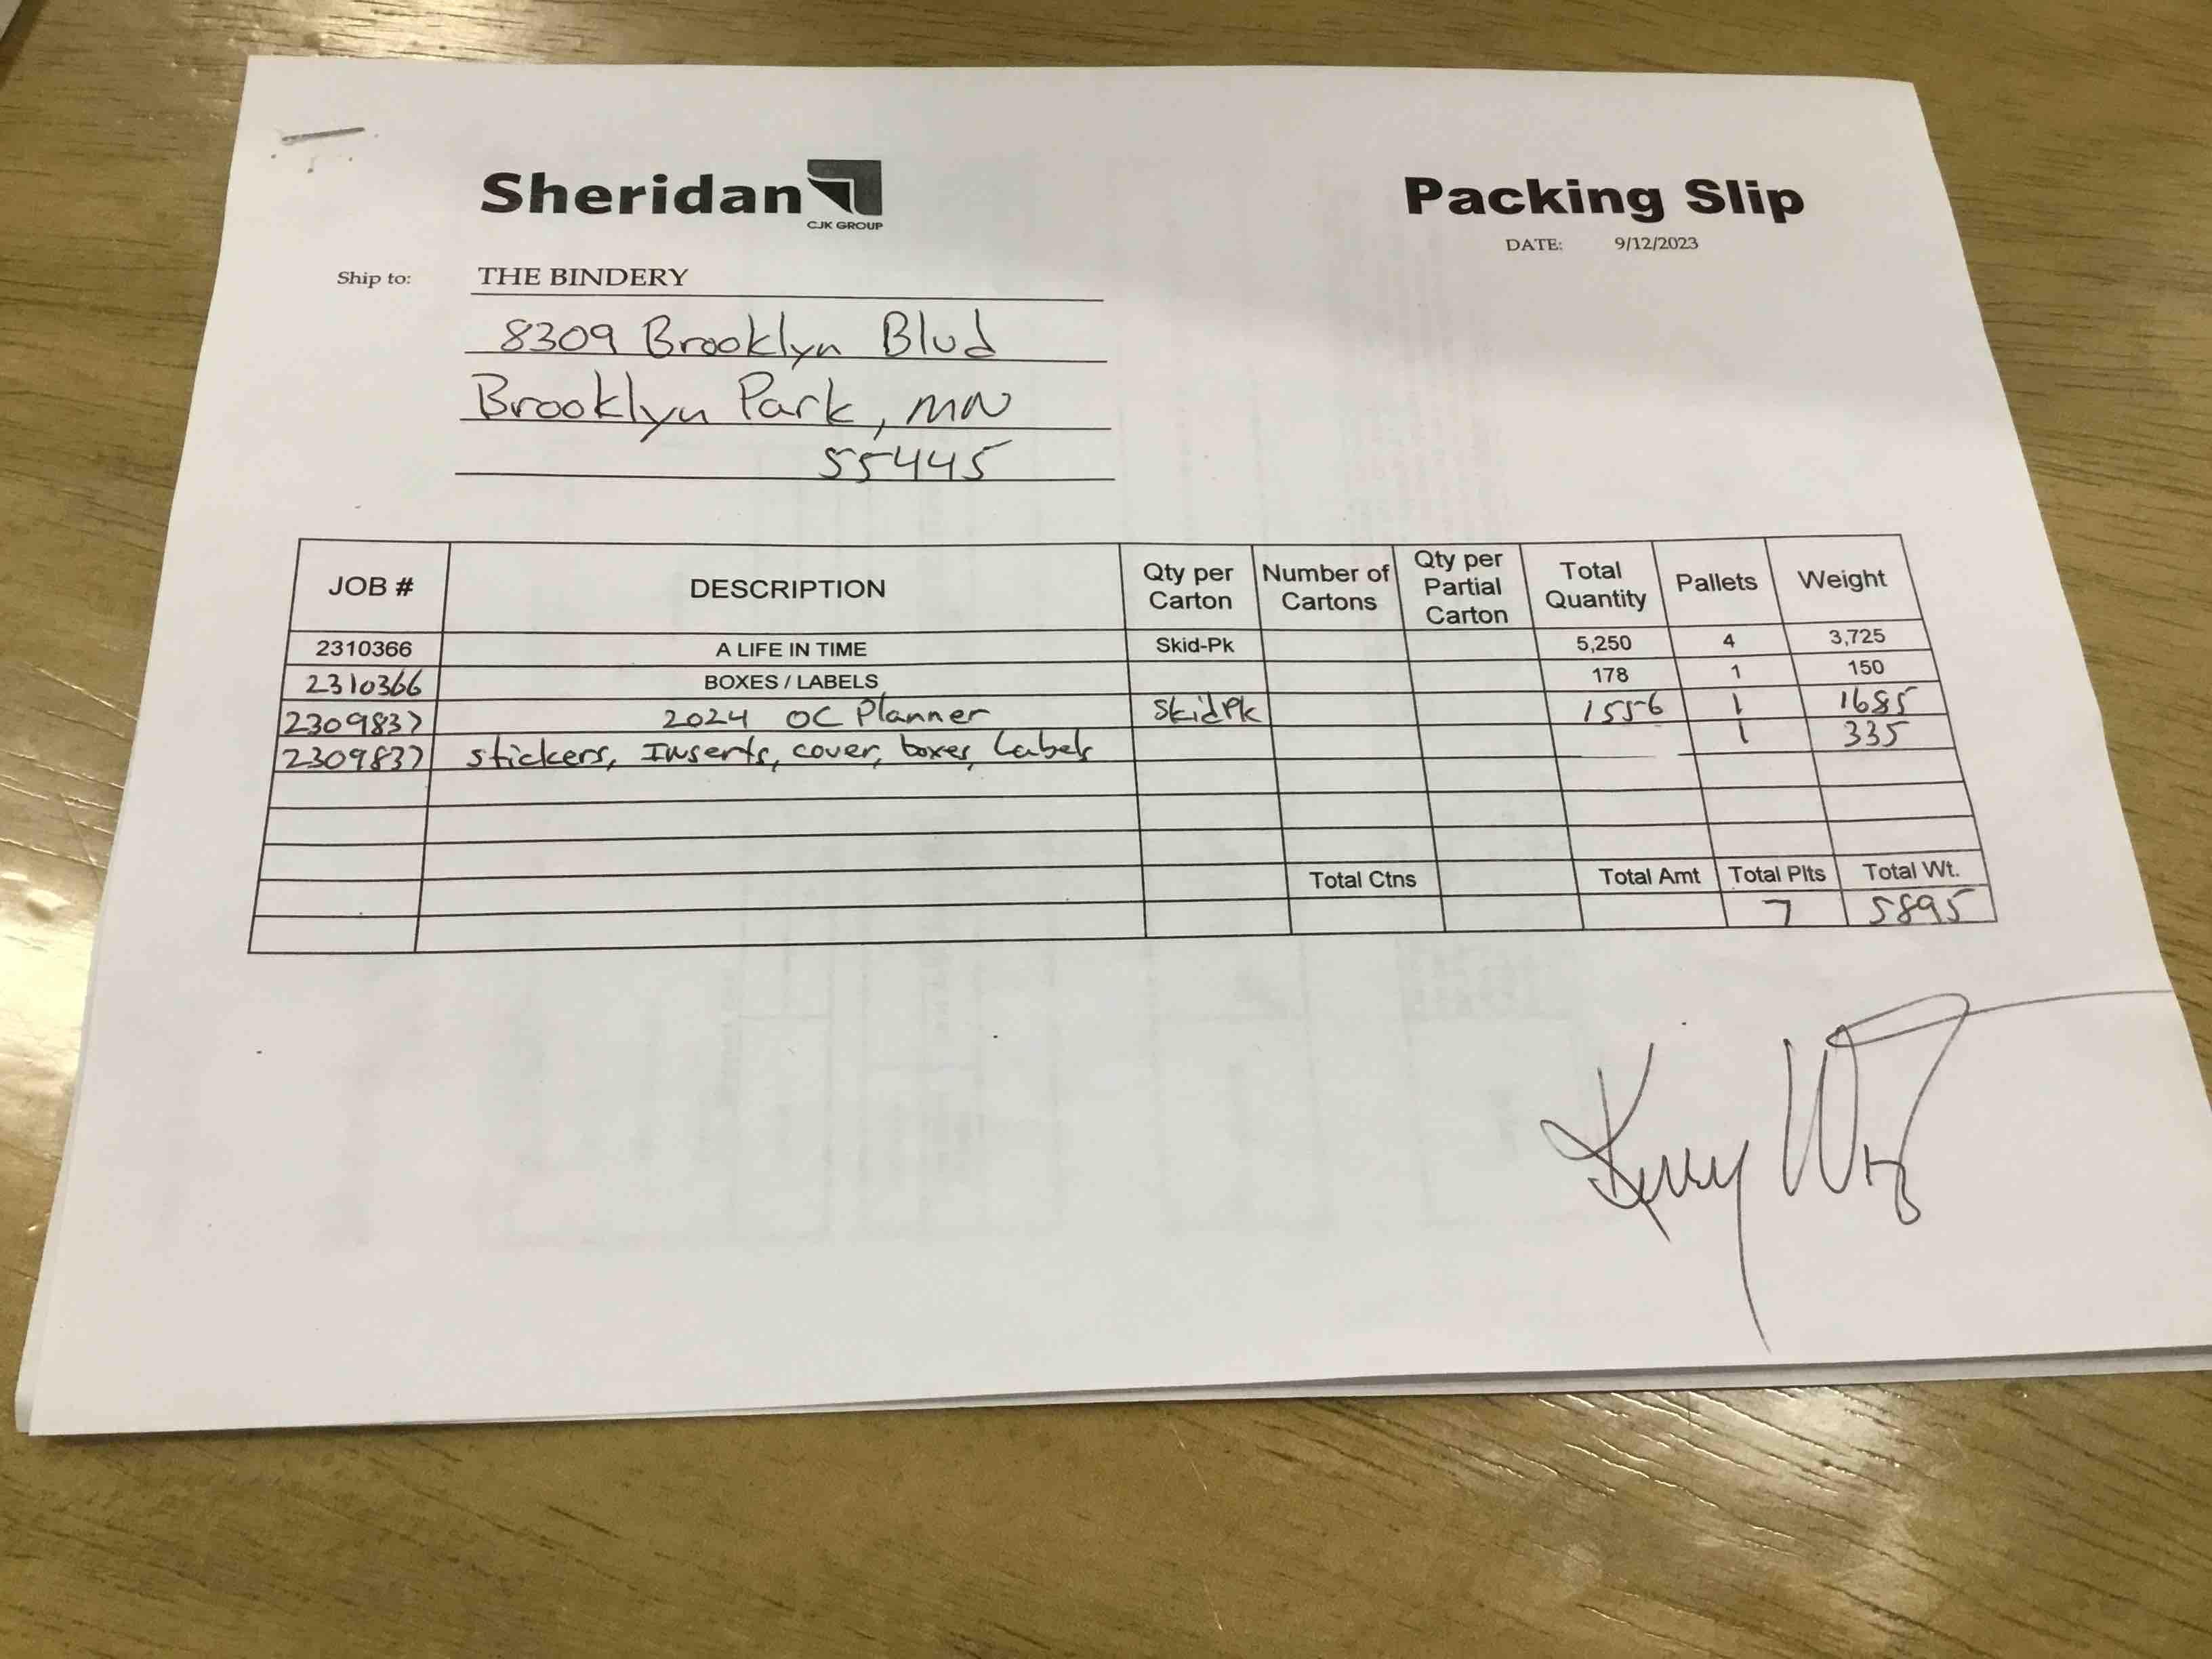 Sheridan
CJK GROUP
Packing Slip
DATE: 9/12/2023
Ship to: THE BINDERY
8309 Brooklyn Blvd
Brooklyn Park, MN
55445
JOB # DESCRIPTION Qty per Carton Number of Cartons Qty per Partial Carton Total Quantity Pallets Weight
2310366 A LIFE IN TIME Skid-Pk 5,250 4 3,725
2310366 BOXES / LABELS 178 1 150
2309837 2024 OC Planner SkidPk 1556 1 1685
2309837 stickers, Inserts, cover, boxes, Labels 1 335
Total Ctns Total Amt Total Plts Total Wt.
7 5895